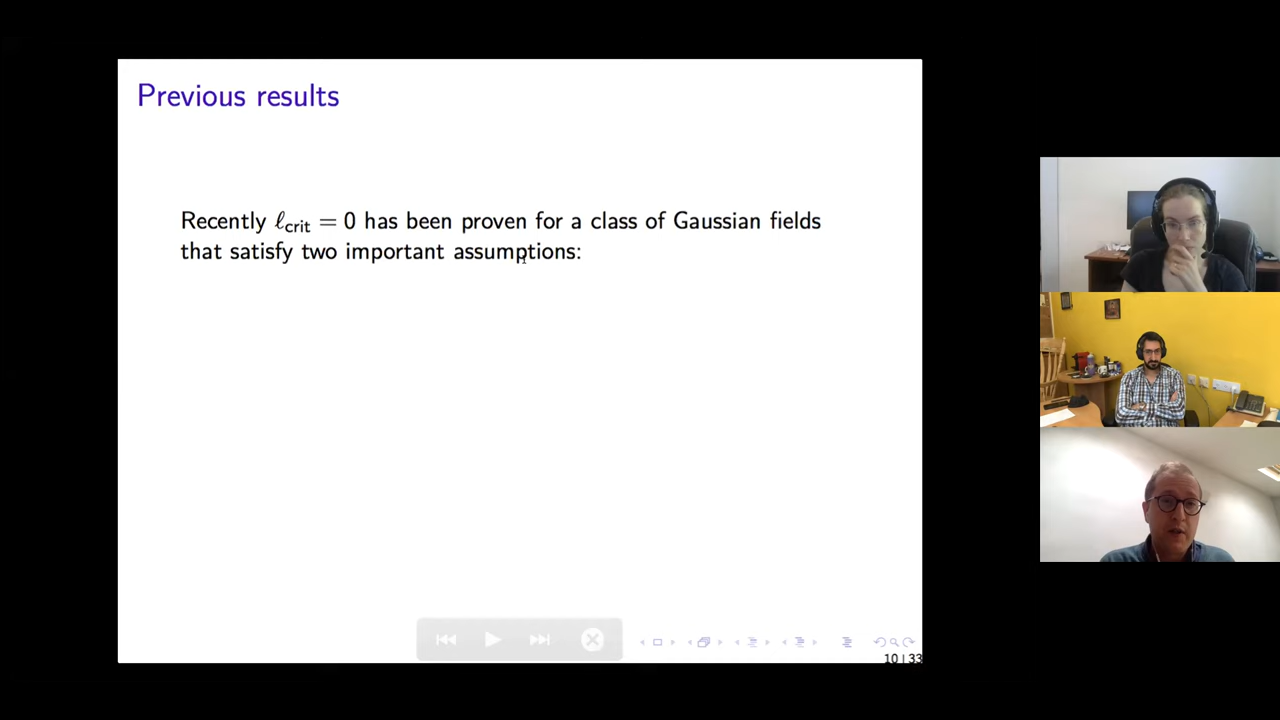 Previous results
Recently ℓcrit = 0 has been proven for a class of Gaussian fields
that satisfy two important assumptions:
10 | 33